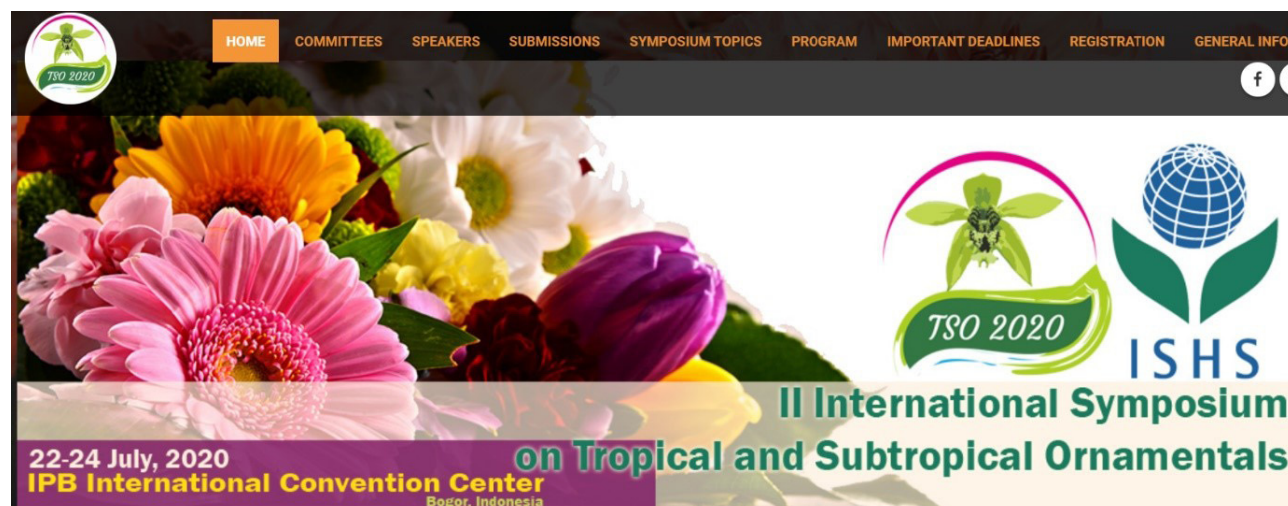 TSO 2020
HOME COMMITTEES SPEAKERS SUBMISSIONS SYMPOSIUM TOPICS PROGRAM IMPORTANT DEADLINES REGISTRATION GENERAL INFO
f
TSO 2020
ISHS
II International Symposium
on Tropical and Subtropical Ornamentals
22-24 July, 2020
IPB International Convention Center
Bogor, Indonesia